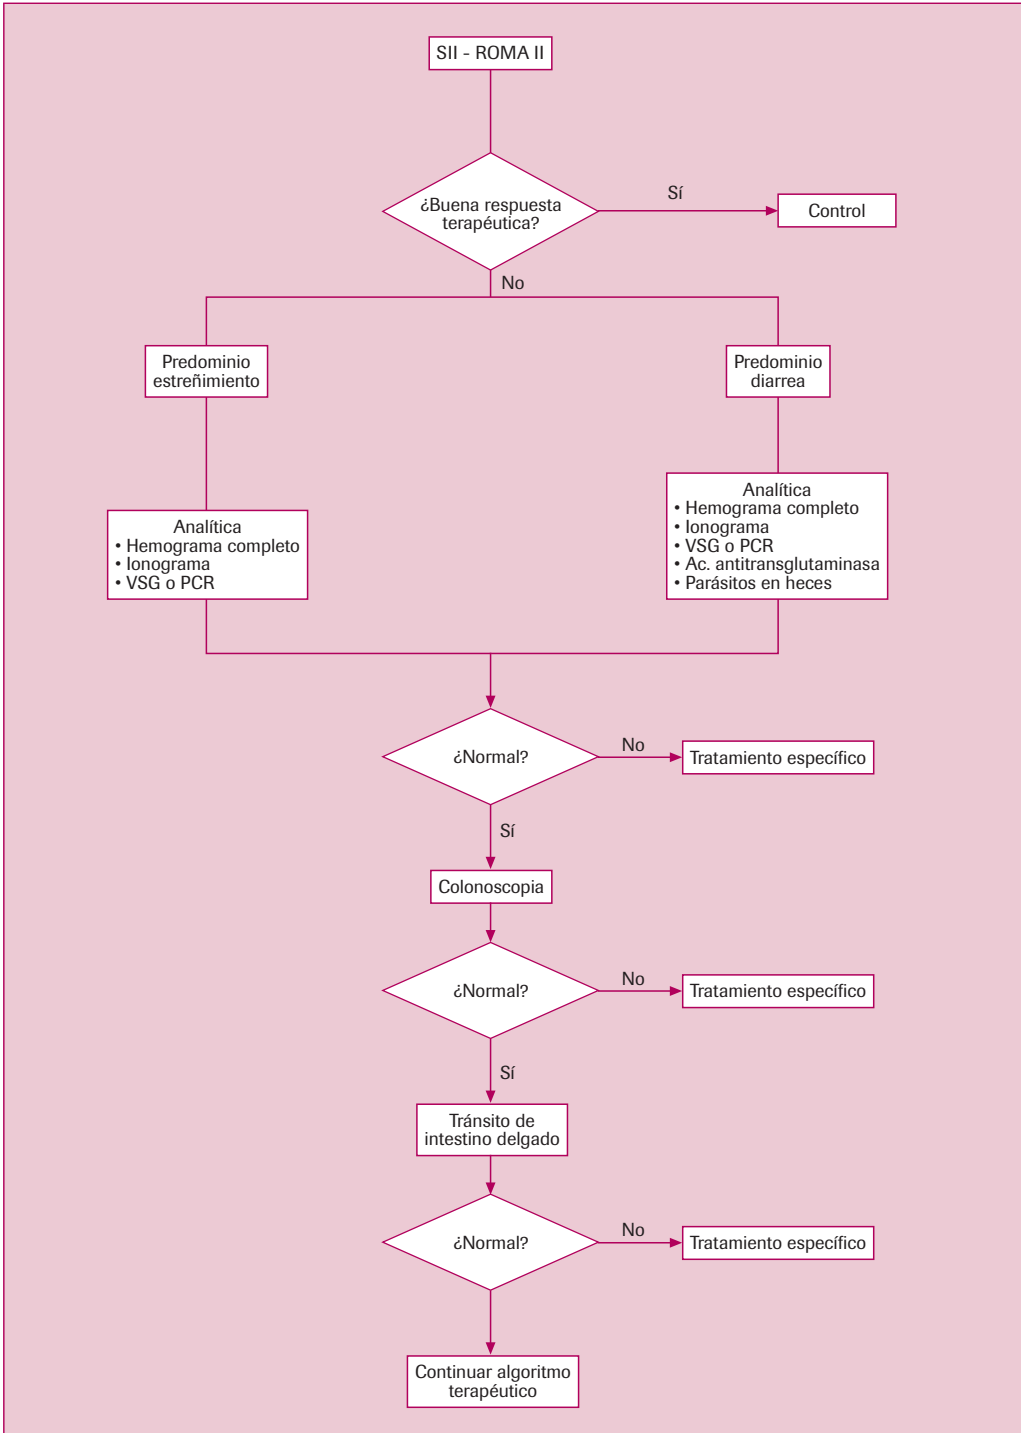 SII - ROMA II
¿Buena respuesta
terapéutica?
Sí
Control
No
Predominio
estreñimiento
Predominio
diarrea
Analítica
• Hemograma completo
• Ionograma
• VSG o PCR
Analítica
• Hemograma completo
• Ionograma
• VSG o PCR
• Ac. antitransglutaminasa
• Parásitos en heces
¿Normal?
No
Tratamiento específico
Sí
Colonoscopia
¿Normal?
No
Tratamiento específico
Sí
Tránsito de
intestino delgado
¿Normal?
No
Tratamiento específico
Continuar algoritmo
terapéutico